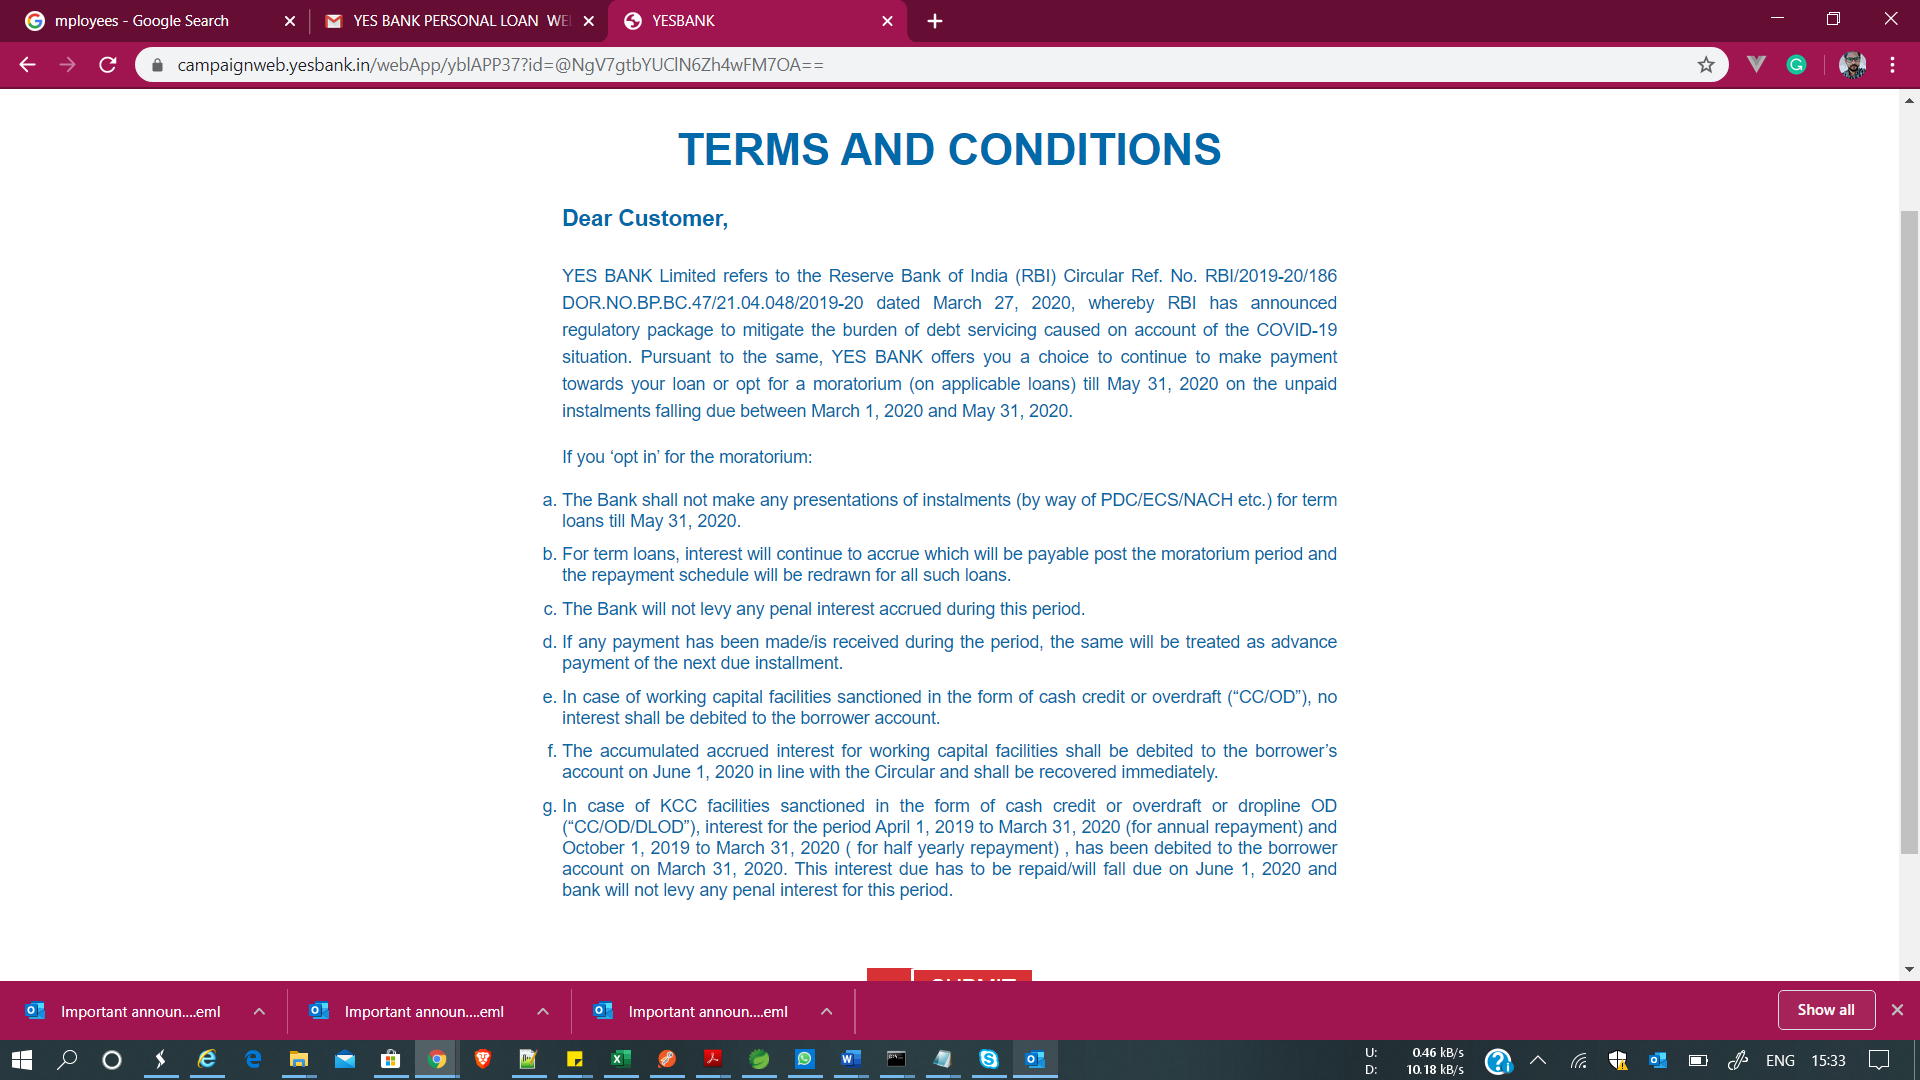 mployees - Google Search
YES BANK PERSONAL LOAN WE
YESBANK
campaignweb.yesbank.in/webApp/yblAPP37?id=@NgV7gtbYUClN6Zh4wFM7OA==
TERMS AND CONDITIONS
Dear Customer,
YES BANK Limited refers to the Reserve Bank of India (RBI) Circular Ref. No. RBI/2019-20/186
DOR.NO.BP.BC.47/21.04.048/2019-20 dated March 27, 2020, whereby RBI has announced
regulatory package to mitigate the burden of debt servicing caused on account of the COVID-19
situation. Pursuant to the same, YES BANK offers you a choice to continue to make payment
towards your loan or opt for a moratorium (on applicable loans) till May 31, 2020 on the unpaid
instalments falling due between March 1, 2020 and May 31, 2020.
If you ‘opt in’ for the moratorium:
a. The Bank shall not make any presentations of instalments (by way of PDC/ECS/NACH etc.) for term
loans till May 31, 2020.
b. For term loans, interest will continue to accrue which will be payable post the moratorium period and
the repayment schedule will be redrawn for all such loans.
c. The Bank will not levy any penal interest accrued during this period.
d. If any payment has been made/is received during the period, the same will be treated as advance
payment of the next due installment.
e. In case of working capital facilities sanctioned in the form of cash credit or overdraft (“CC/OD”), no
interest shall be debited to the borrower account.
f. The accumulated accrued interest for working capital facilities shall be debited to the borrower’s
account on June 1, 2020 in line with the Circular and shall be recovered immediately.
g. In case of KCC facilities sanctioned in the form of cash credit or overdraft or dropline OD
(“CC/OD/DLOD”), interest for the period April 1, 2019 to March 31, 2020 (for annual repayment) and
October 1, 2019 to March 31, 2020 ( for half yearly repayment) , has been debited to the borrower
account on March 31, 2020. This interest due has to be repaid/will fall due on June 1, 2020 and
bank will not levy any penal interest for this period.
SUBMIT
Important announ....eml
Important announ....eml
Important announ....eml
Show all
U: 0.46 kB/s
D: 10.18 kB/s
ENG
15:33